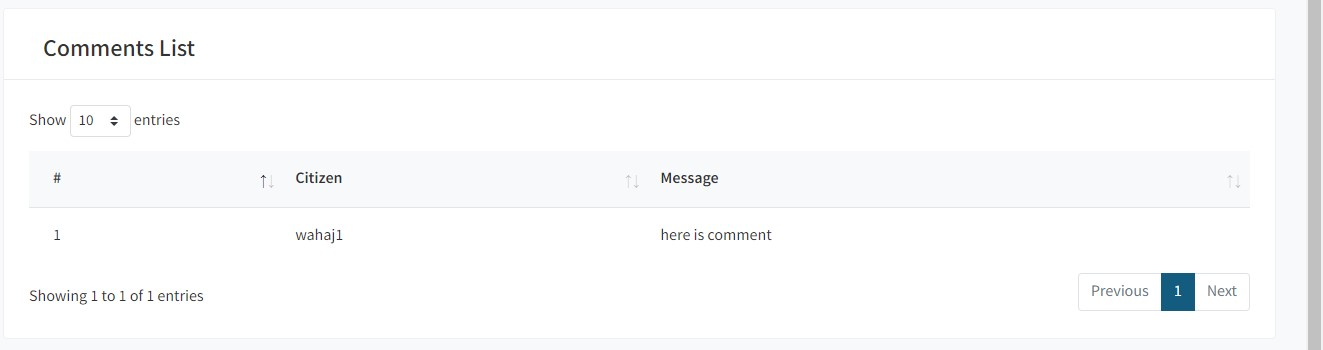 Comments List
Show 10 entries
# Citizen Message
1 wahaj1 here is comment
Showing 1 to 1 of 1 entries
Previous 1 Next